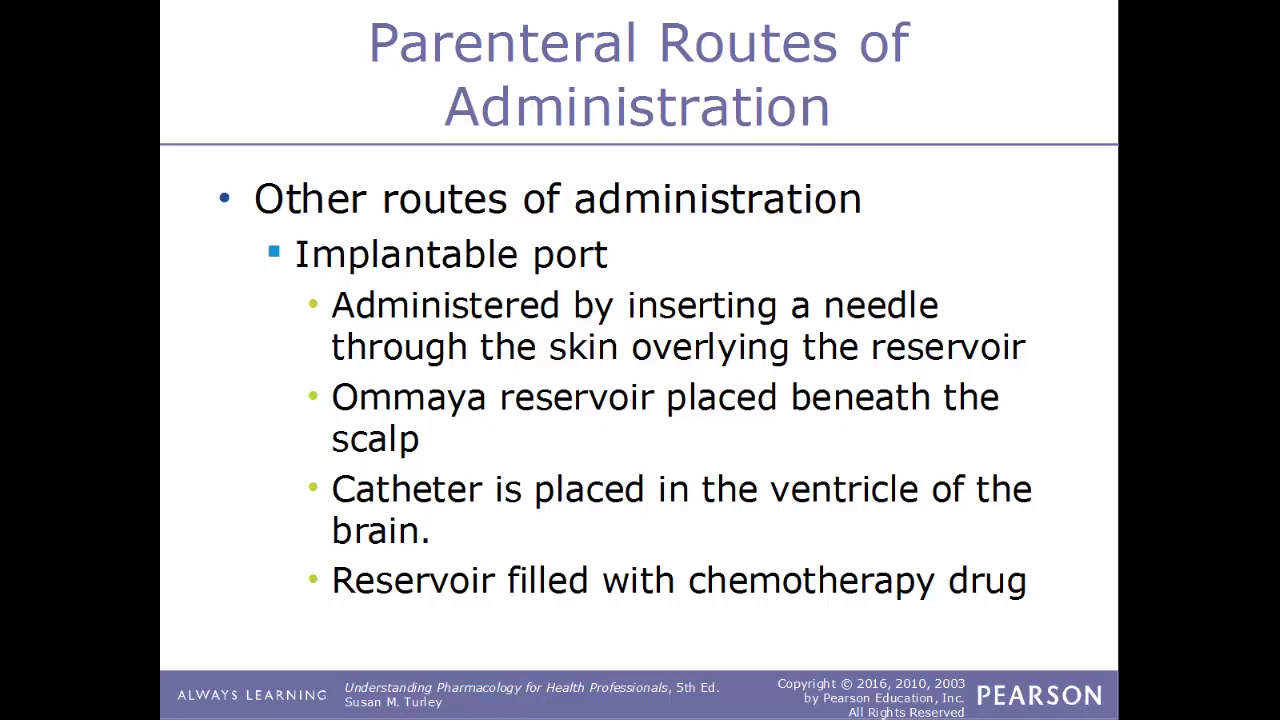 Parenteral Routes of
Administration
• Other routes of administration
▪ Implantable port
• Administered by inserting a needle
through the skin overlying the reservoir
• Ommaya reservoir placed beneath the
scalp
• Catheter is placed in the ventricle of the
brain.
• Reservoir filled with chemotherapy drug
ALWAYS LEARNING
Understanding Pharmacology for Health Professionals, 5th Ed.
Susan M. Turley
Copyright © 2016, 2010, 2003
by Pearson Education, Inc.
All Rights Reserved
PEARSON